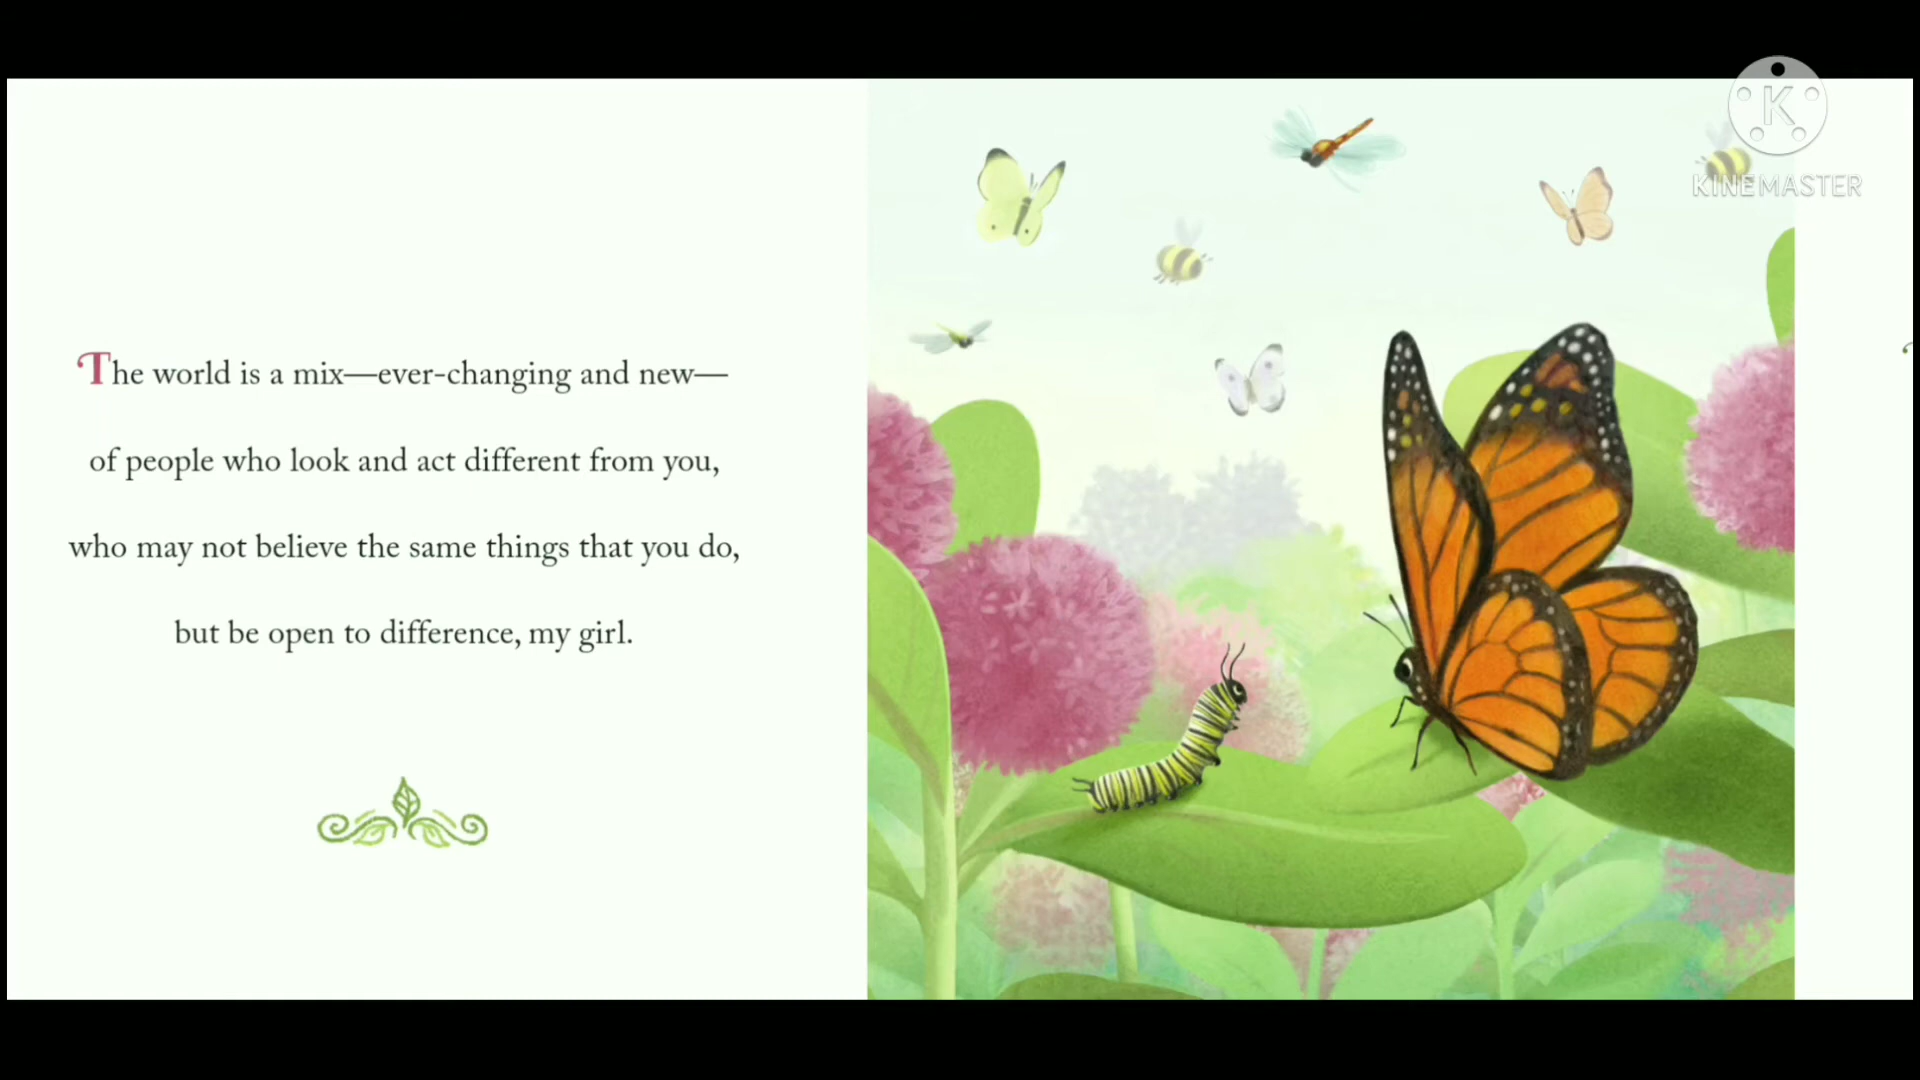 The world is a mix—ever-changing and new—
of people who look and act different from you,
who may not believe the same things that you do,
but be open to difference, my girl.
K
KINEMASTER